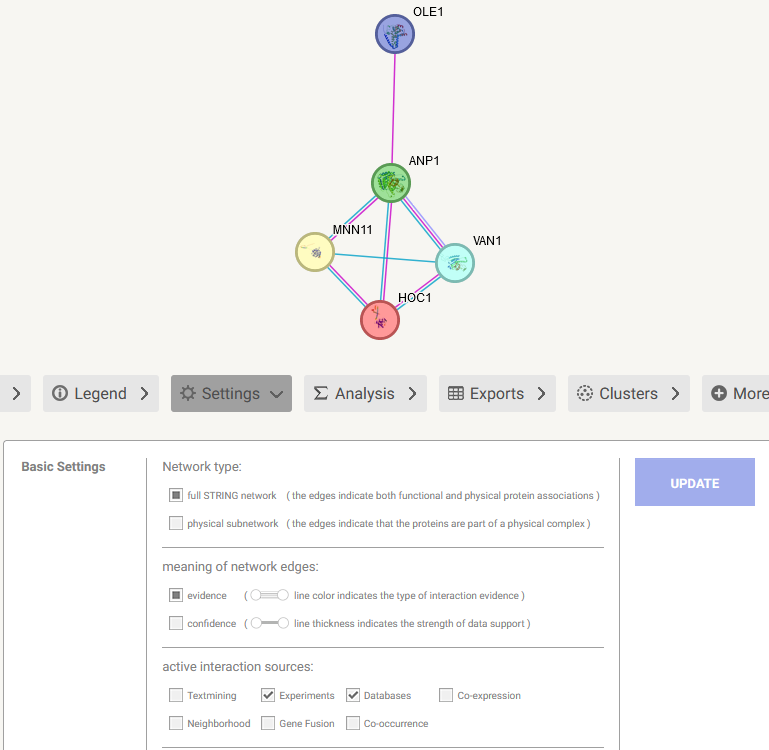 OLE1
ANP1
MNN11
VAN1
HOC1
Legend
Settings
Analysis
Exports
Clusters
More
Basic Settings
Network type:
full STRING network ( the edges indicate both functional and physical protein associations )
physical subnetwork ( the edges indicate that the proteins are part of a physical complex )
UPDATE
meaning of network edges:
evidence ( line color indicates the type of interaction evidence )
confidence ( line thickness indicates the strength of data support )
active interaction sources:
Textmining Experiments Databases Co-expression
Neighborhood Gene Fusion Co-occurrence